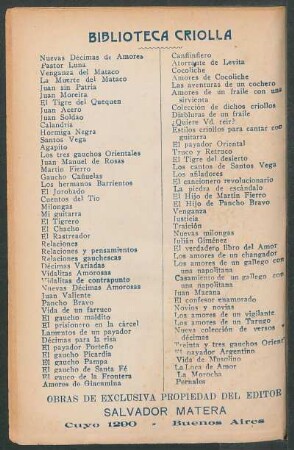 BIBLIOTECA CRIOLLA
Nuevas Décimas de Amores
Pastor Luna
Venganza del Mataco
La Muerte del Mataco
Juan sin Patria
Juan Moreira
El Tigre del Quequen
Juan Acero
Juan Soldao
Calandria
Hormiga Negra
Santos Vega
Agapito
Los tres gauchos Orientales
Juan Manuel de Rosas
Martin Fierro
Gaucho Cañuelas
Los hermanos Barrientos
El Jorobado
Cuentos del Tio
Milongas
Mi guitarra
El Tigrero
El Chacho
El Rastreador
Relaciones
Relaciones y pensamientos
Relaciones gauchescas
Décimas Variadas
Vidalitas Amorosas
Vidalitas de contrapunto
Nuevas Décimas Amorosas
Juan Valiente
Pancho Bravo
Vida de un farruco
El gaucho maldito
El prisionero en la cárcel
Lamentos de un payador
Décimas para la risa
El payador Porteño
El gaucho Picardía
El gaucho Pampa
El gaucho de Santa Fé
El gaucho de la Frontera
Amores de Giacumina
Canfinflero
Atorrante de Levita
Cocoliche
Amores de Cocoliche
Las aventuras de un cochero
Amores de un fraile con una
sirvienta
Colección de dichos criollos
Diabluras de un fraile
¿Quiere Vd. reir?
Estilos criollos para cantar con
guitarra
El payador Oriental
Truco y Retruco
El Tigre del desierto
Los cantos de Santos Vega
Los afiladores
El cancionero revolucionario
La piedra de escándalo
El Hijo de Martin Fierro
El Hijo de Pancho Bravo
Venganza
Justicia
Traición
Nuevas milongas
Julian Giménez
El verdadero libro del Amor
Los amores de un changador
Los amores de un gallego con
una napolitana
Casamiento de un gallego con
una napolitana
Juan Macana
El confesor enamorado
Novios y novias
Los amores de un vigilante
Los amores de un Tarugo
Nueva colección de versos
décimas
Treinta y tres gauchos Orient
El payador Argentino
Vida de Musolino
La Loca de Amor
La Morocha
Pernales
OBRAS DE EXCLUSIVA PROPIEDAD DEL EDITOR
SALVADOR MATERA
Cuyo 1290 - Buenos Aires